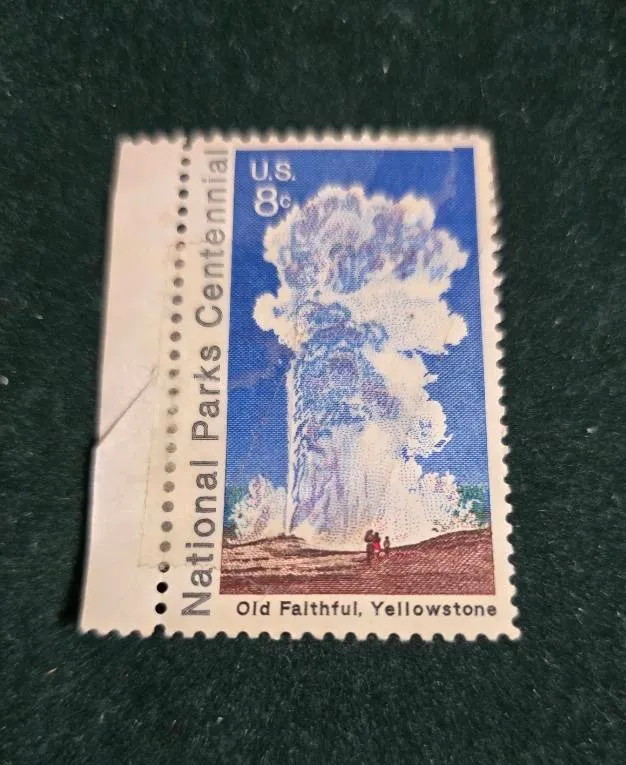 U.S.
8c
National Parks Centennial
Old Faithful, Yellowstone